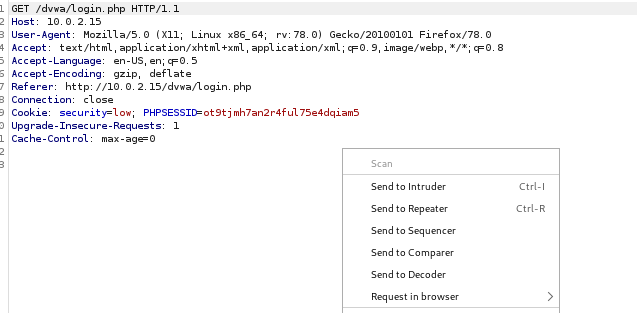 1 GET /dvwa/login.php HTTP/1.1
2 Host: 10.0.2.15
3 User-Agent: Mozilla/5.0 (X11; Linux x86_64; rv:78.0) Gecko/20100101 Firefox/78.0
4 Accept: text/html,application/xhtml+xml,application/xml;q=0.9,image/webp,*/*;q=0.8
5 Accept-Language: en-US,en;q=0.5
6 Accept-Encoding: gzip, deflate
7 Referer: http://10.0.2.15/dvwa/login.php
8 Connection: close
9 Cookie: security=low; PHPSESSID=ot9tjmh7an2r4ful75e4dqiam5
0 Upgrade-Insecure-Requests: 1
1 Cache-Control: max-age=0
2
3
Scan
Send to Intruder Ctrl-I
Send to Repeater Ctrl-R
Send to Sequencer
Send to Comparer
Send to Decoder
Request in browser